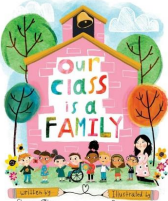 our
class
is a
FAMILY
written by
illustrated by